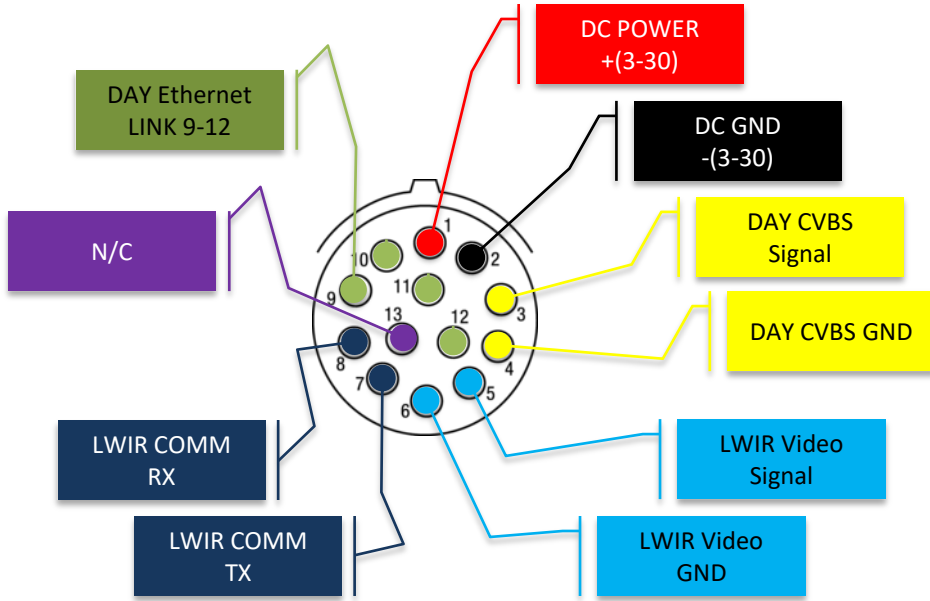 DC POWER
+(3-30)
DAY Ethernet
LINK 9-12
DC GND
-(3-30)
N/C
DAY CVBS
Signal
DAY CVBS GND
1
2
3
4
5
6
7
8
9
10
11
12
13
LWIR COMM
RX
LWIR Video
Signal
LWIR COMM
TX
LWIR Video
GND